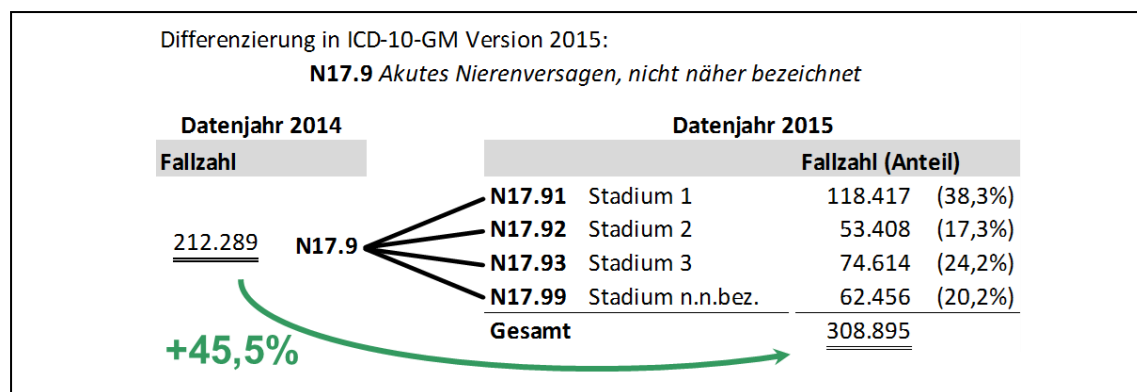 Differenzierung in ICD-10-GM Version 2015:
N17.9 Akutes Nierenversagen, nicht näher bezeichnet
Datenjahr 2014 Datenjahr 2015
Fallzahl Fallzahl (Anteil)
N17.91 Stadium 1 118.417 (38,3%)
N17.92 Stadium 2 53.408 (17,3%)
212.289 N17.9
N17.93 Stadium 3 74.614 (24,2%)
N17.99 Stadium n.n.bez. 62.456 (20,2%)
Gesamt 308.895
+45,5%